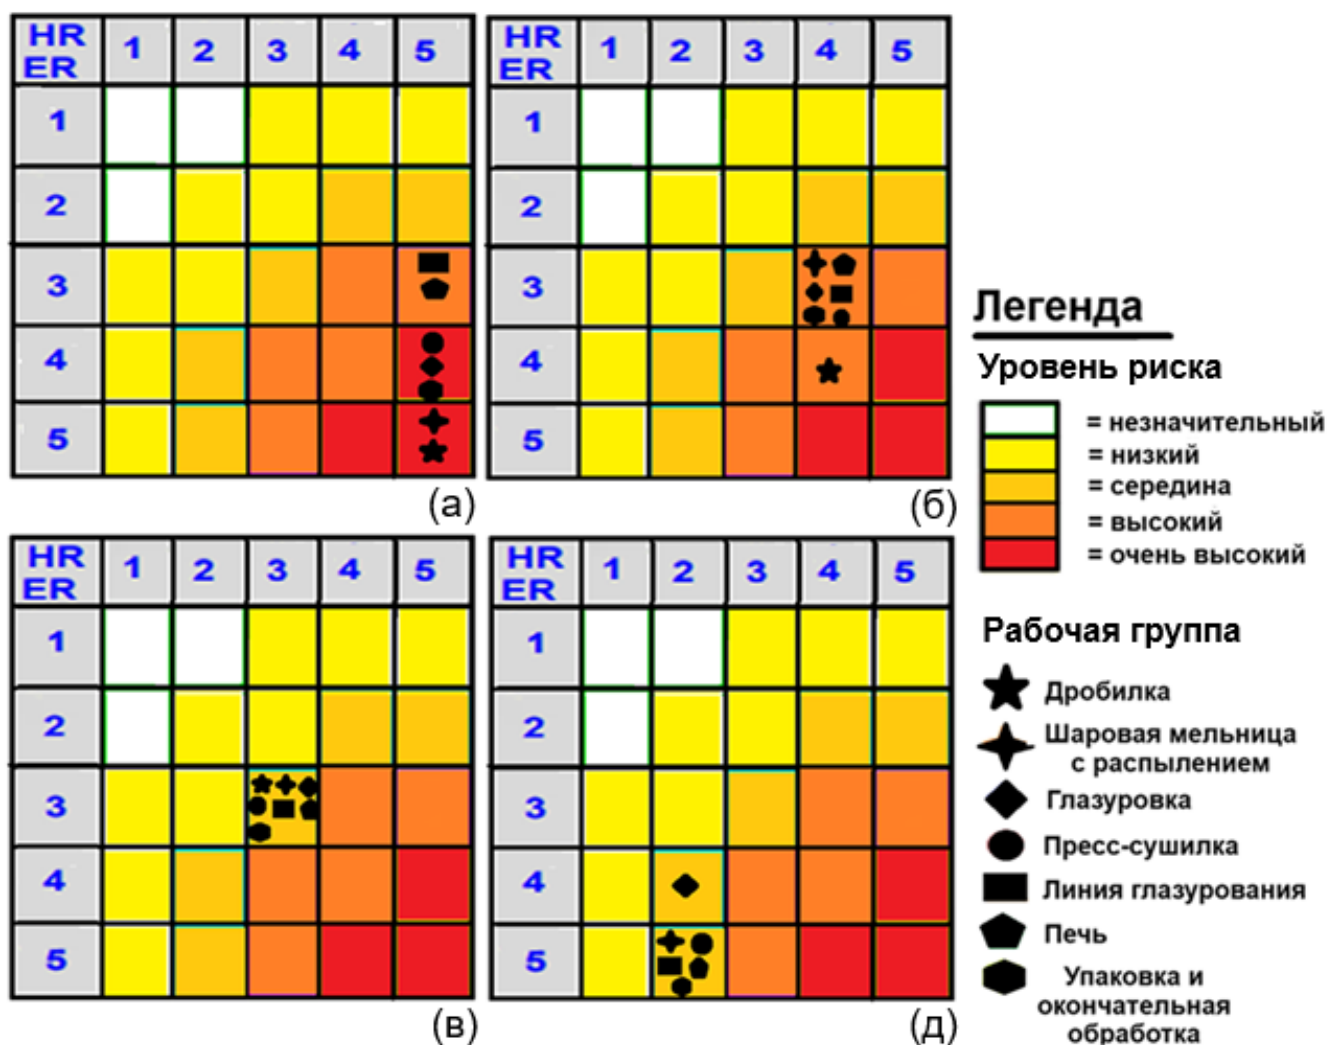 HR 1 2 3 4 5
ER
1
2
3
4
5
(а)
HR 1 2 3 4 5
ER
1
2
3
4
5
(б)
HR 1 2 3 4 5
ER
1
2
3
4
5
(в)
HR 1 2 3 4 5
ER
1
2
3
4
5
(д)
Легенда
Уровень риска
= незначительный
= низкий
= середина
= высокий
= очень высокий
Рабочая группа
Дробилка
Шаровая мельница
с распылением
Глазуровка
Пресс-сушилка
Линия глазурования
Печь
Упаковка и
окончательная
обработка